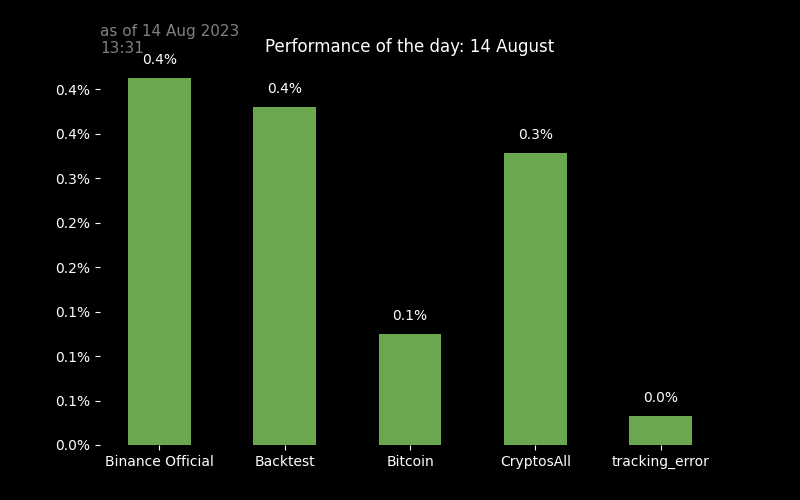 as of 14 Aug 2023
13:31
Performance of the day: 14 August
0.4%
0.4%
0.1%
0.3%
0.0%
0.4%
0.4%
0.3%
0.2%
0.2%
0.1%
0.1%
0.1%
0.0%
Binance Official
Backtest
Bitcoin
CryptosAll
tracking_error